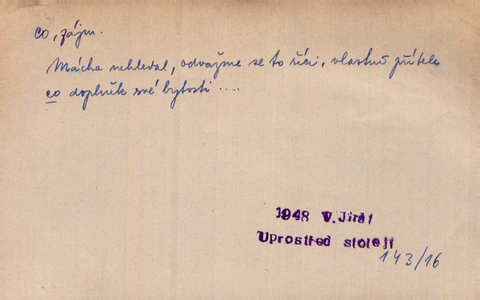 co, zájm.
Mácha nehledal, odvažme se to říci, vlastně přítele
co doplněk své bytosti ....
1948 V. Jirát
Uprostřed století
143/16